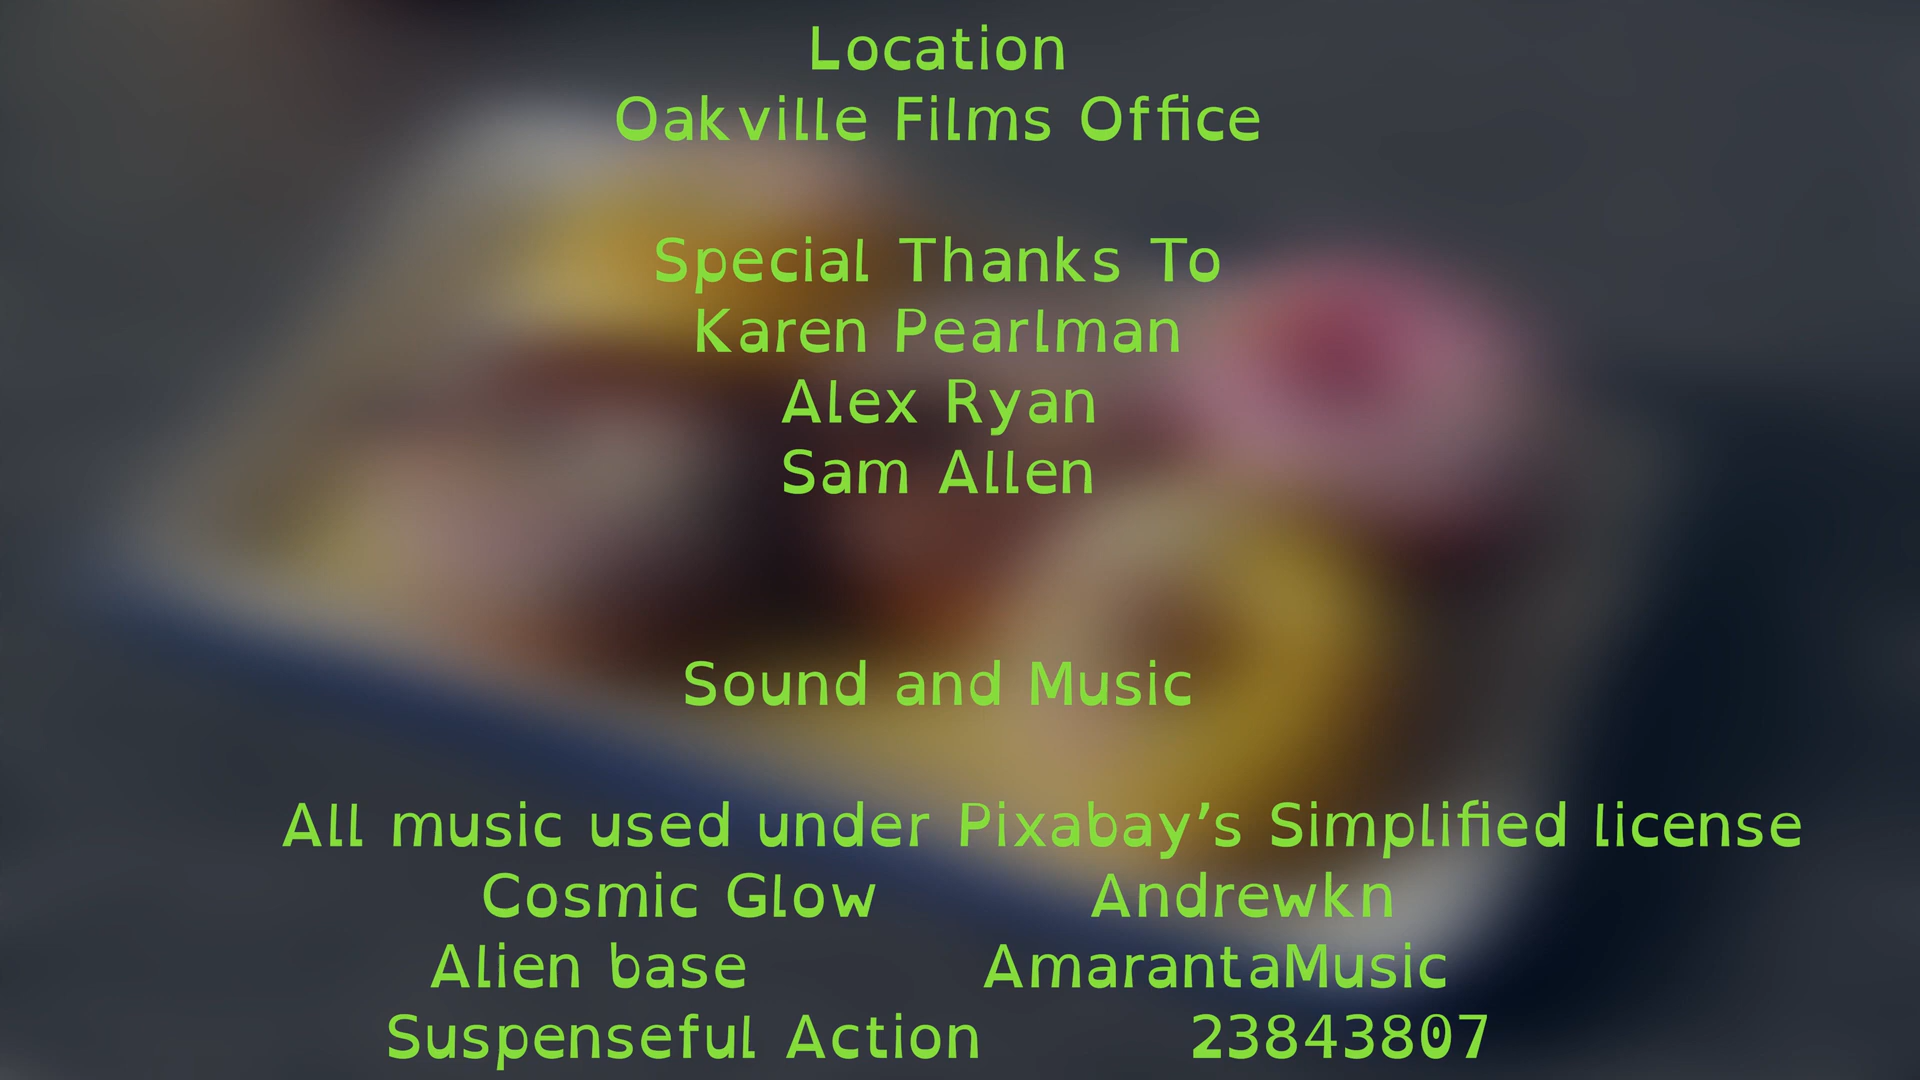 Location
Oakville Films Office
Special Thanks To
Karen Pearlman
Alex Ryan
Sam Allen
Sound and Music
All music used under Pixabay’s Simplified license
Cosmic Glow Andrewkn
Alien base AmarantaMusic
Suspenseful Action 23843807